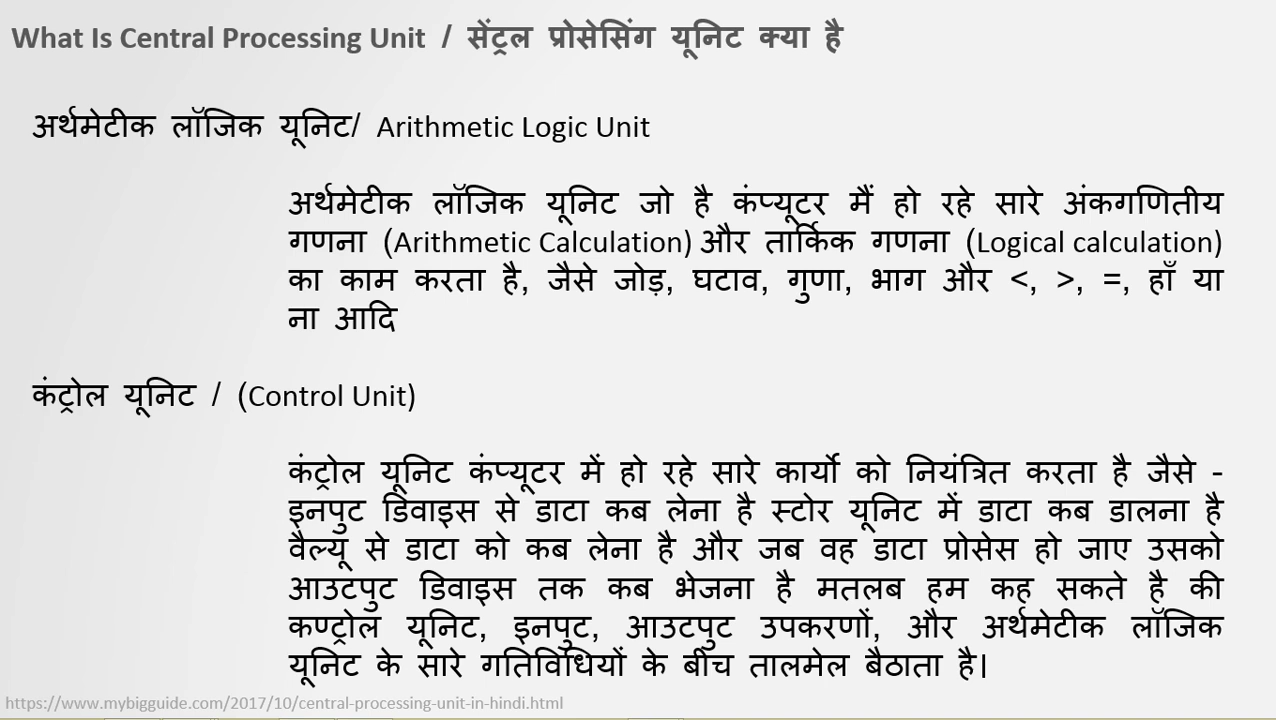 What Is Central Processing Unit / सेंट्रल प्रोसेसिंग यूनिट क्या है
अर्थमेटीक लॉजिक यूनिट/ Arithmetic Logic Unit
अर्थमेटीक लॉजिक यूनिट जो है कंप्यूटर मैं हो रहे सारे अंकगणितीय
गणना (Arithmetic Calculation) और तार्किक गणना (Logical calculation)
का काम करता है, जैसे जोड़, घटाव, गुणा, भाग और <, >, =, हाँ या
ना आदि
कंट्रोल यूनिट / (Control Unit)
कंट्रोल यूनिट कंप्यूटर में हो रहे सारे कार्यो को नियंत्रित करता है जैसे -
इनपुट डिवाइस से डाटा कब लेना है स्टोर यूनिट में डाटा कब डालना है
वैल्यू से डाटा को कब लेना है और जब वह डाटा प्रोसेस हो जाए उसको
आउटपुट डिवाइस तक कब भेजना है मतलब हम कह सकते है की
कण्ट्रोल यूनिट, इनपुट, आउटपुट उपकरणों, और अर्थमेटीक लॉजिक
यूनिट के सारे गतिविधियों के बीच तालमेल बैठाता है।
https://www.mybigguide.com/2017/10/central-processing-unit-in-hindi.html